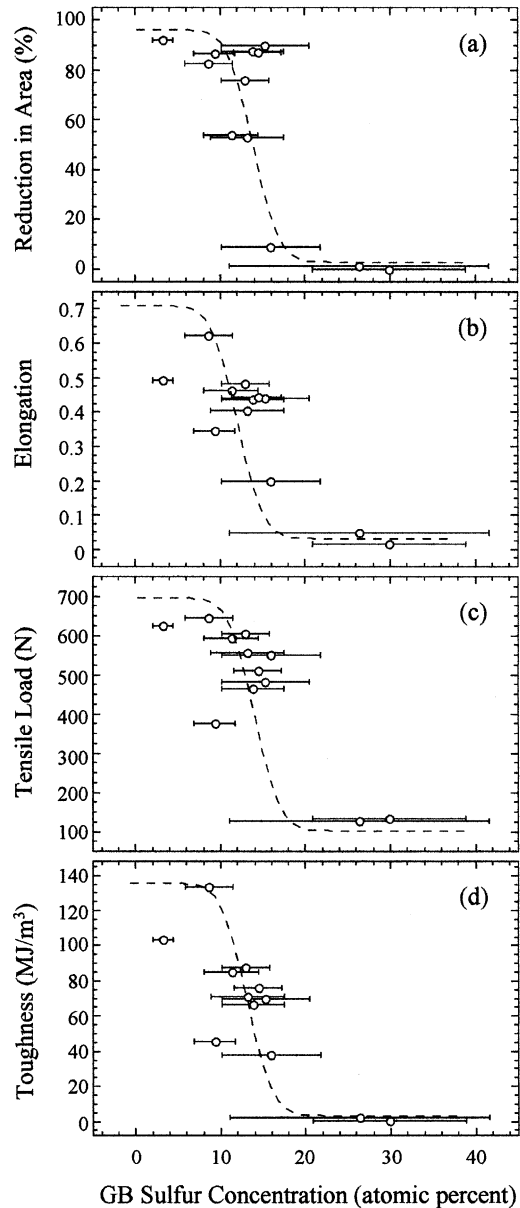 100
80
60
40
20
0
Reduction in Area (%)
(a)
0.7
0.6
0.5
0.4
0.3
0.2
0.1
0
Elongation
(b)
700
600
500
400
300
200
100
Tensile Load (N)
(c)
140
120
100
80
60
40
20
0
Toughness (MJ/m³)
(d)
0 10 20 30 40
GB Sulfur Concentration (atomic percent)